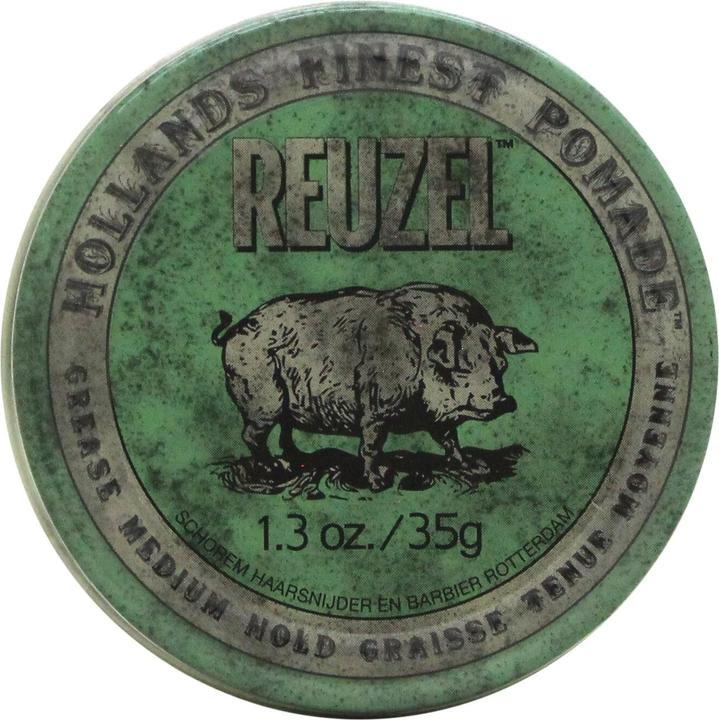 HOLLANDS FINEST POMADE™
REUZEL™
1.3 oz./35g
SCHOREM HAARSNIJDER EN BARBIER ROTTERDAM
GREASE MEDIUM HOLD GRAISSE TENUE MOYENNE